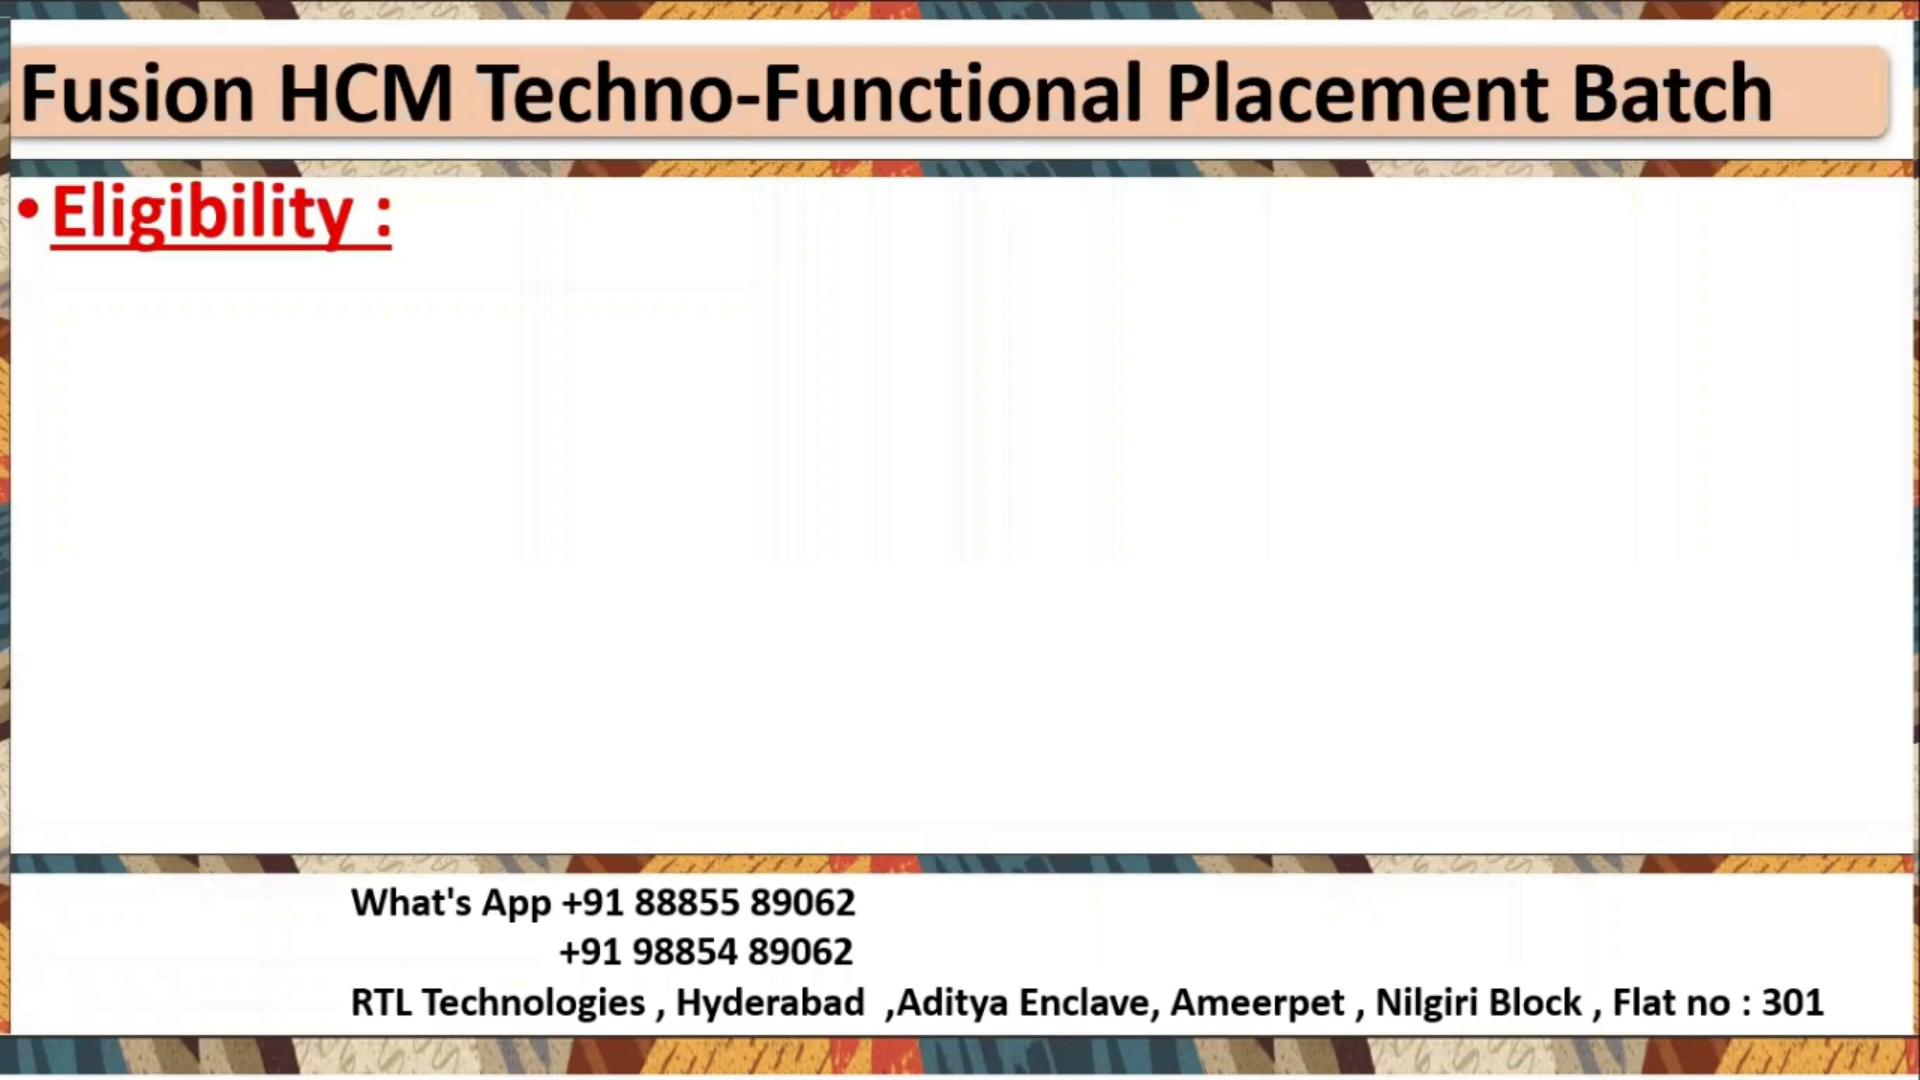 Fusion HCM Techno-Functional Placement Batch
• Eligibility :
What's App +91 88855 89062
+91 98854 89062
RTL Technologies , Hyderabad ,Aditya Enclave, Ameerpet , Nilgiri Block , Flat no : 301